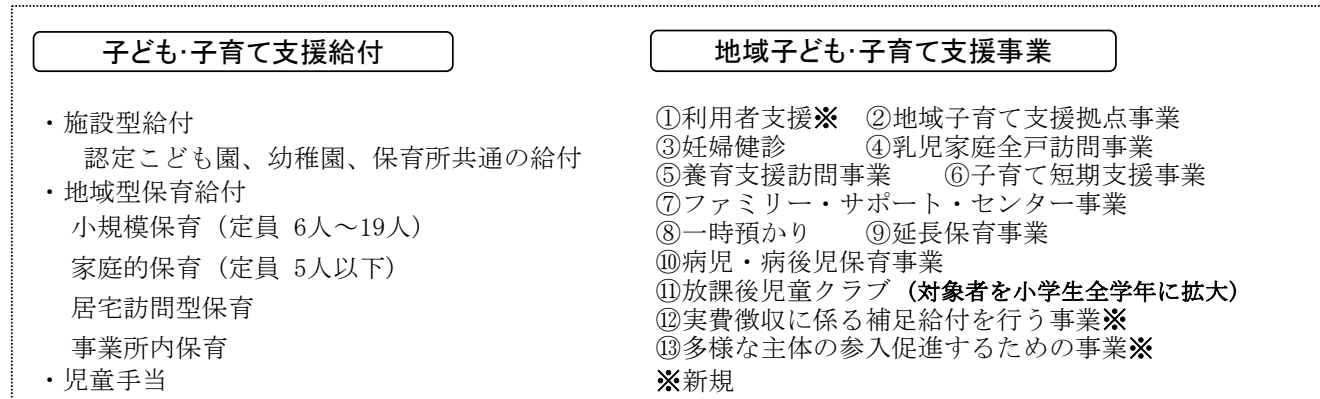 子ども・子育て支援給付
・施設型給付
認定こども園、幼稚園、保育所共通の給付
・地域型保育給付
小規模保育（定員 6人～19人）
家庭的保育（定員 5人以下）
居宅訪問型保育
事業所内保育
・児童手当
地域子ども・子育て支援事業
①利用者支援※ ②地域子育て支援拠点事業
③妊婦健診 ④乳児家庭全戸訪問事業
⑤養育支援訪問事業 ⑥子育て短期支援事業
⑦ファミリー・サポート・センター事業
⑧一時預かり ⑨延長保育事業
⑩病児・病後児保育事業
⑪放課後児童クラブ（対象者を小学生全学年に拡大）
⑫実費徴収に係る補足給付を行う事業※
⑬多様な主体の参入促進するための事業※
※新規